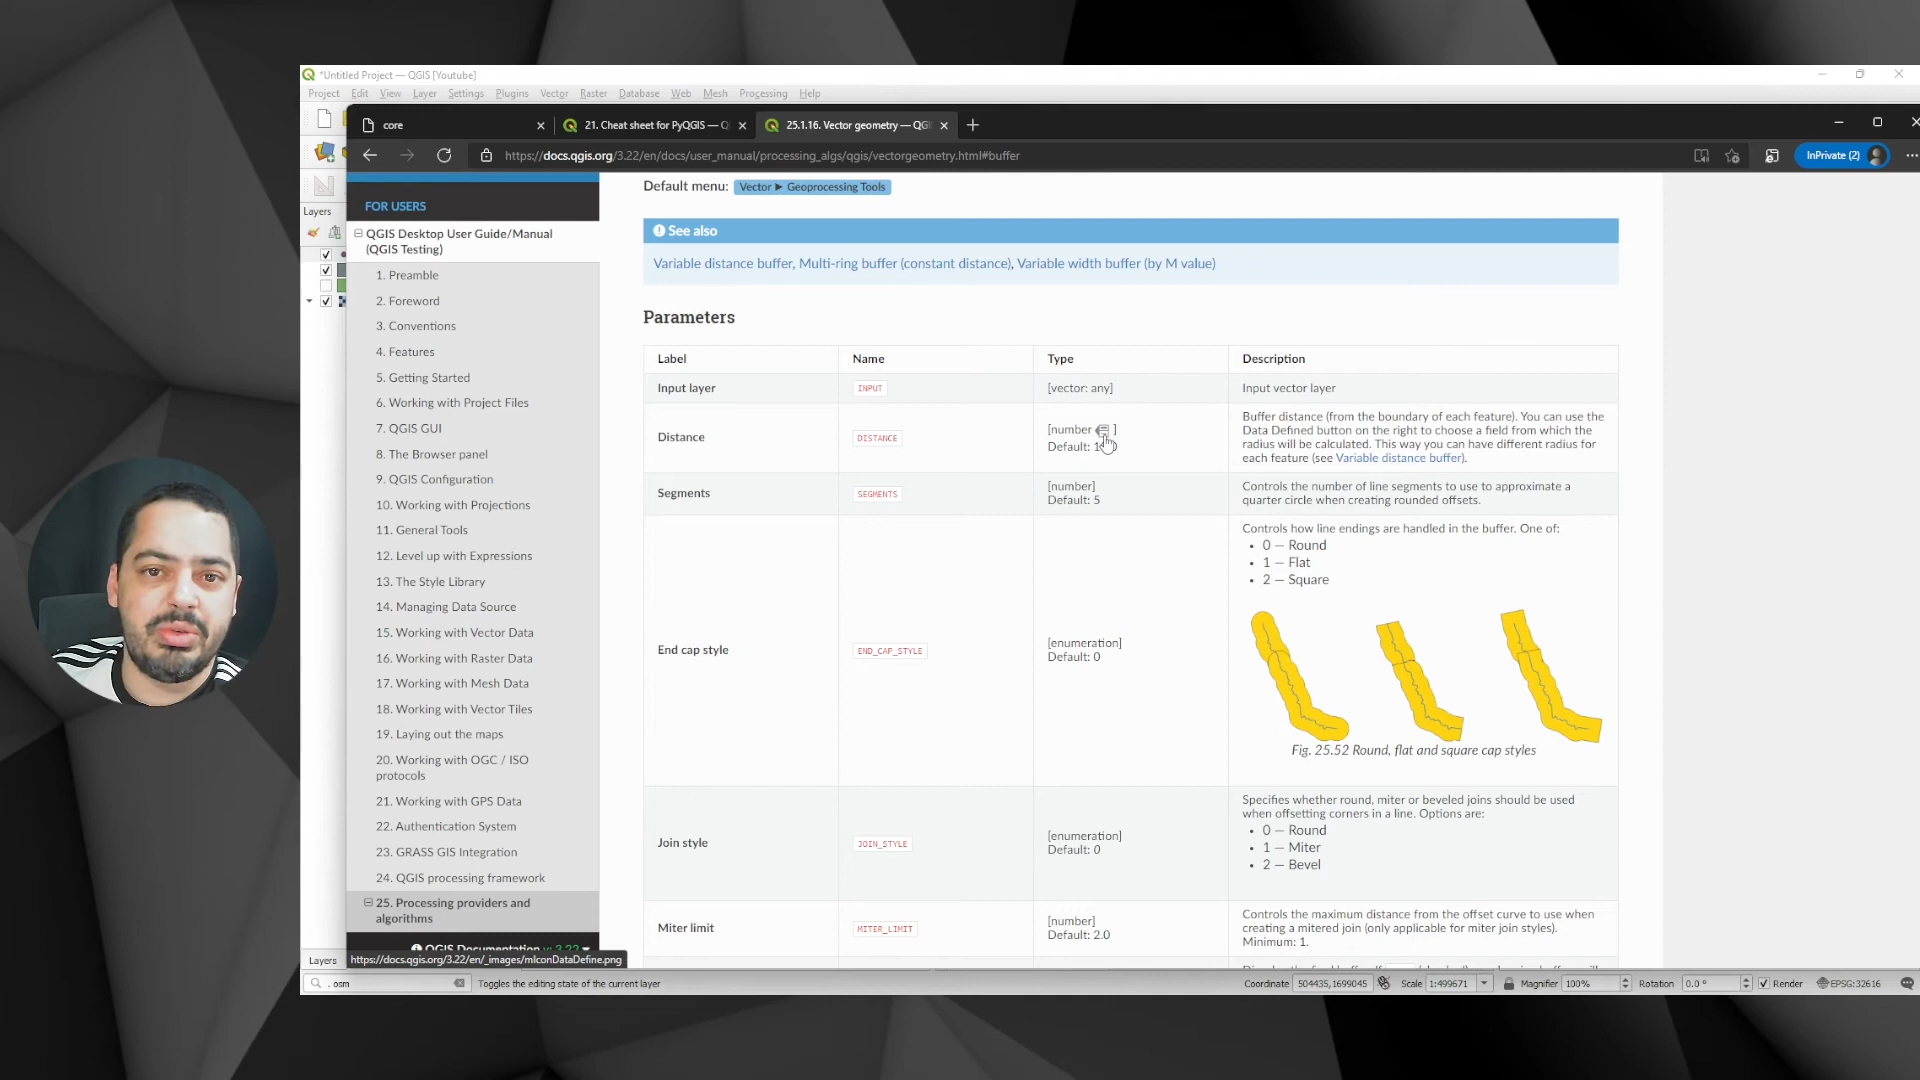 *Untitled Project — QGIS [Youtube]
Project Edit View Layer Settings Plugins Vector Raster Database Web Mesh Processing Help
core
21. Cheat sheet for PyQGIS — Q
25.1.16. Vector geometry — QGI
https://docs.qgis.org/3.22/en/docs/user_manual/processing_algs/qgis/vectorgeometry.html#buffer
InPrivate (2)
Layers
FOR USERS
QGIS Desktop User Guide/Manual
(QGIS Testing)
1. Preamble
2. Foreword
3. Conventions
4. Features
5. Getting Started
6. Working with Project Files
7. QGIS GUI
8. The Browser panel
9. QGIS Configuration
10. Working with Projections
11. General Tools
12. Level up with Expressions
13. The Style Library
14. Managing Data Source
15. Working with Vector Data
16. Working with Raster Data
17. Working with Mesh Data
18. Working with Vector Tiles
19. Laying out the maps
20. Working with OGC / ISO
protocols
21. Working with GPS Data
22. Authentication System
23. GRASS GIS Integration
24. QGIS processing framework
25. Processing providers and
algorithms
QGIS Documentation v: 3.22
https://docs.qgis.org/3.22/en/_images/mIconDataDefine.png
Default menu: Vector ► Geoprocessing Tools
See also
Variable distance buffer, Multi-ring buffer (constant distance), Variable width buffer (by M value)
Parameters
Label Name Type Description
Input layer INPUT [vector: any] Input vector layer
Distance DISTANCE [number ]
Default:
Buffer distance (from the boundary of each feature). You can use the
Data Defined button on the right to choose a field from which the
radius will be calculated. This way you can have different radius for
each feature (see Variable distance buffer).
Segments SEGMENTS [number]
Default: 5
Controls the number of line segments to use to approximate a
quarter circle when creating rounded offsets.
End cap style END_CAP_STYLE [enumeration]
Default: 0
Controls how line endings are handled in the buffer. One of:
• 0 — Round
• 1 — Flat
• 2 — Square
Fig. 25.52 Round, flat and square cap styles
Join style JOIN_STYLE [enumeration]
Default: 0
Specifies whether round, miter or beveled joins should be used
when offsetting corners in a line. Options are:
• 0 — Round
• 1 — Miter
• 2 — Bevel
Miter limit MITER_LIMIT [number]
Default: 2.0
Controls the maximum distance from the offset curve to use when
creating a mitered join (only applicable for miter join styles).
Minimum: 1.
Layers
. osm
Toggles the editing state of the current layer
Coordinate 504435,1699045 Scale 1:499671 Magnifier 100% Rotation 0.0 ° Render EPSG:32616